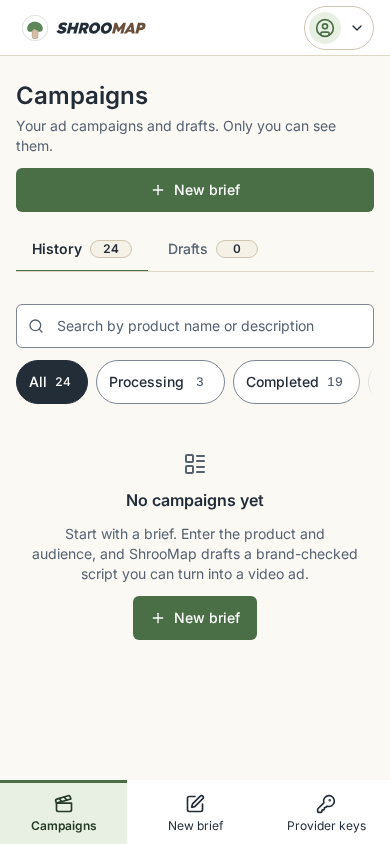 SHROOMAP
Campaigns
Your ad campaigns and drafts. Only you can see
them.
New brief
History 24 Drafts 0
Search by product name or description
All 24 Processing 3 Completed 19
No campaigns yet
Start with a brief. Enter the product and
audience, and ShrooMap drafts a brand-checked
script you can turn into a video ad.
New brief
Campaigns New brief Provider keys